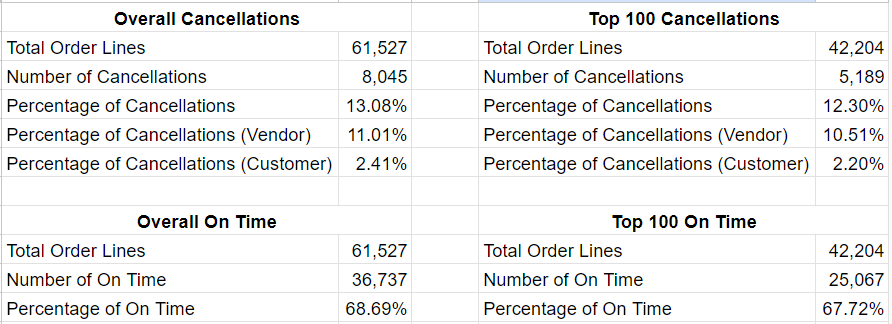 Overall Cancellations Top 100 Cancellations
Total Order Lines 61,527 Total Order Lines 42,204
Number of Cancellations 8,045 Number of Cancellations 5,189
Percentage of Cancellations 13.08% Percentage of Cancellations 12.30%
Percentage of Cancellations (Vendor) 11.01% Percentage of Cancellations (Vendor) 10.51%
Percentage of Cancellations (Customer) 2.41% Percentage of Cancellations (Customer) 2.20%
Overall On Time Top 100 On Time
Total Order Lines 61,527 Total Order Lines 42,204
Number of On Time 36,737 Number of On Time 25,067
Percentage of On Time 68.69% Percentage of On Time 67.72%